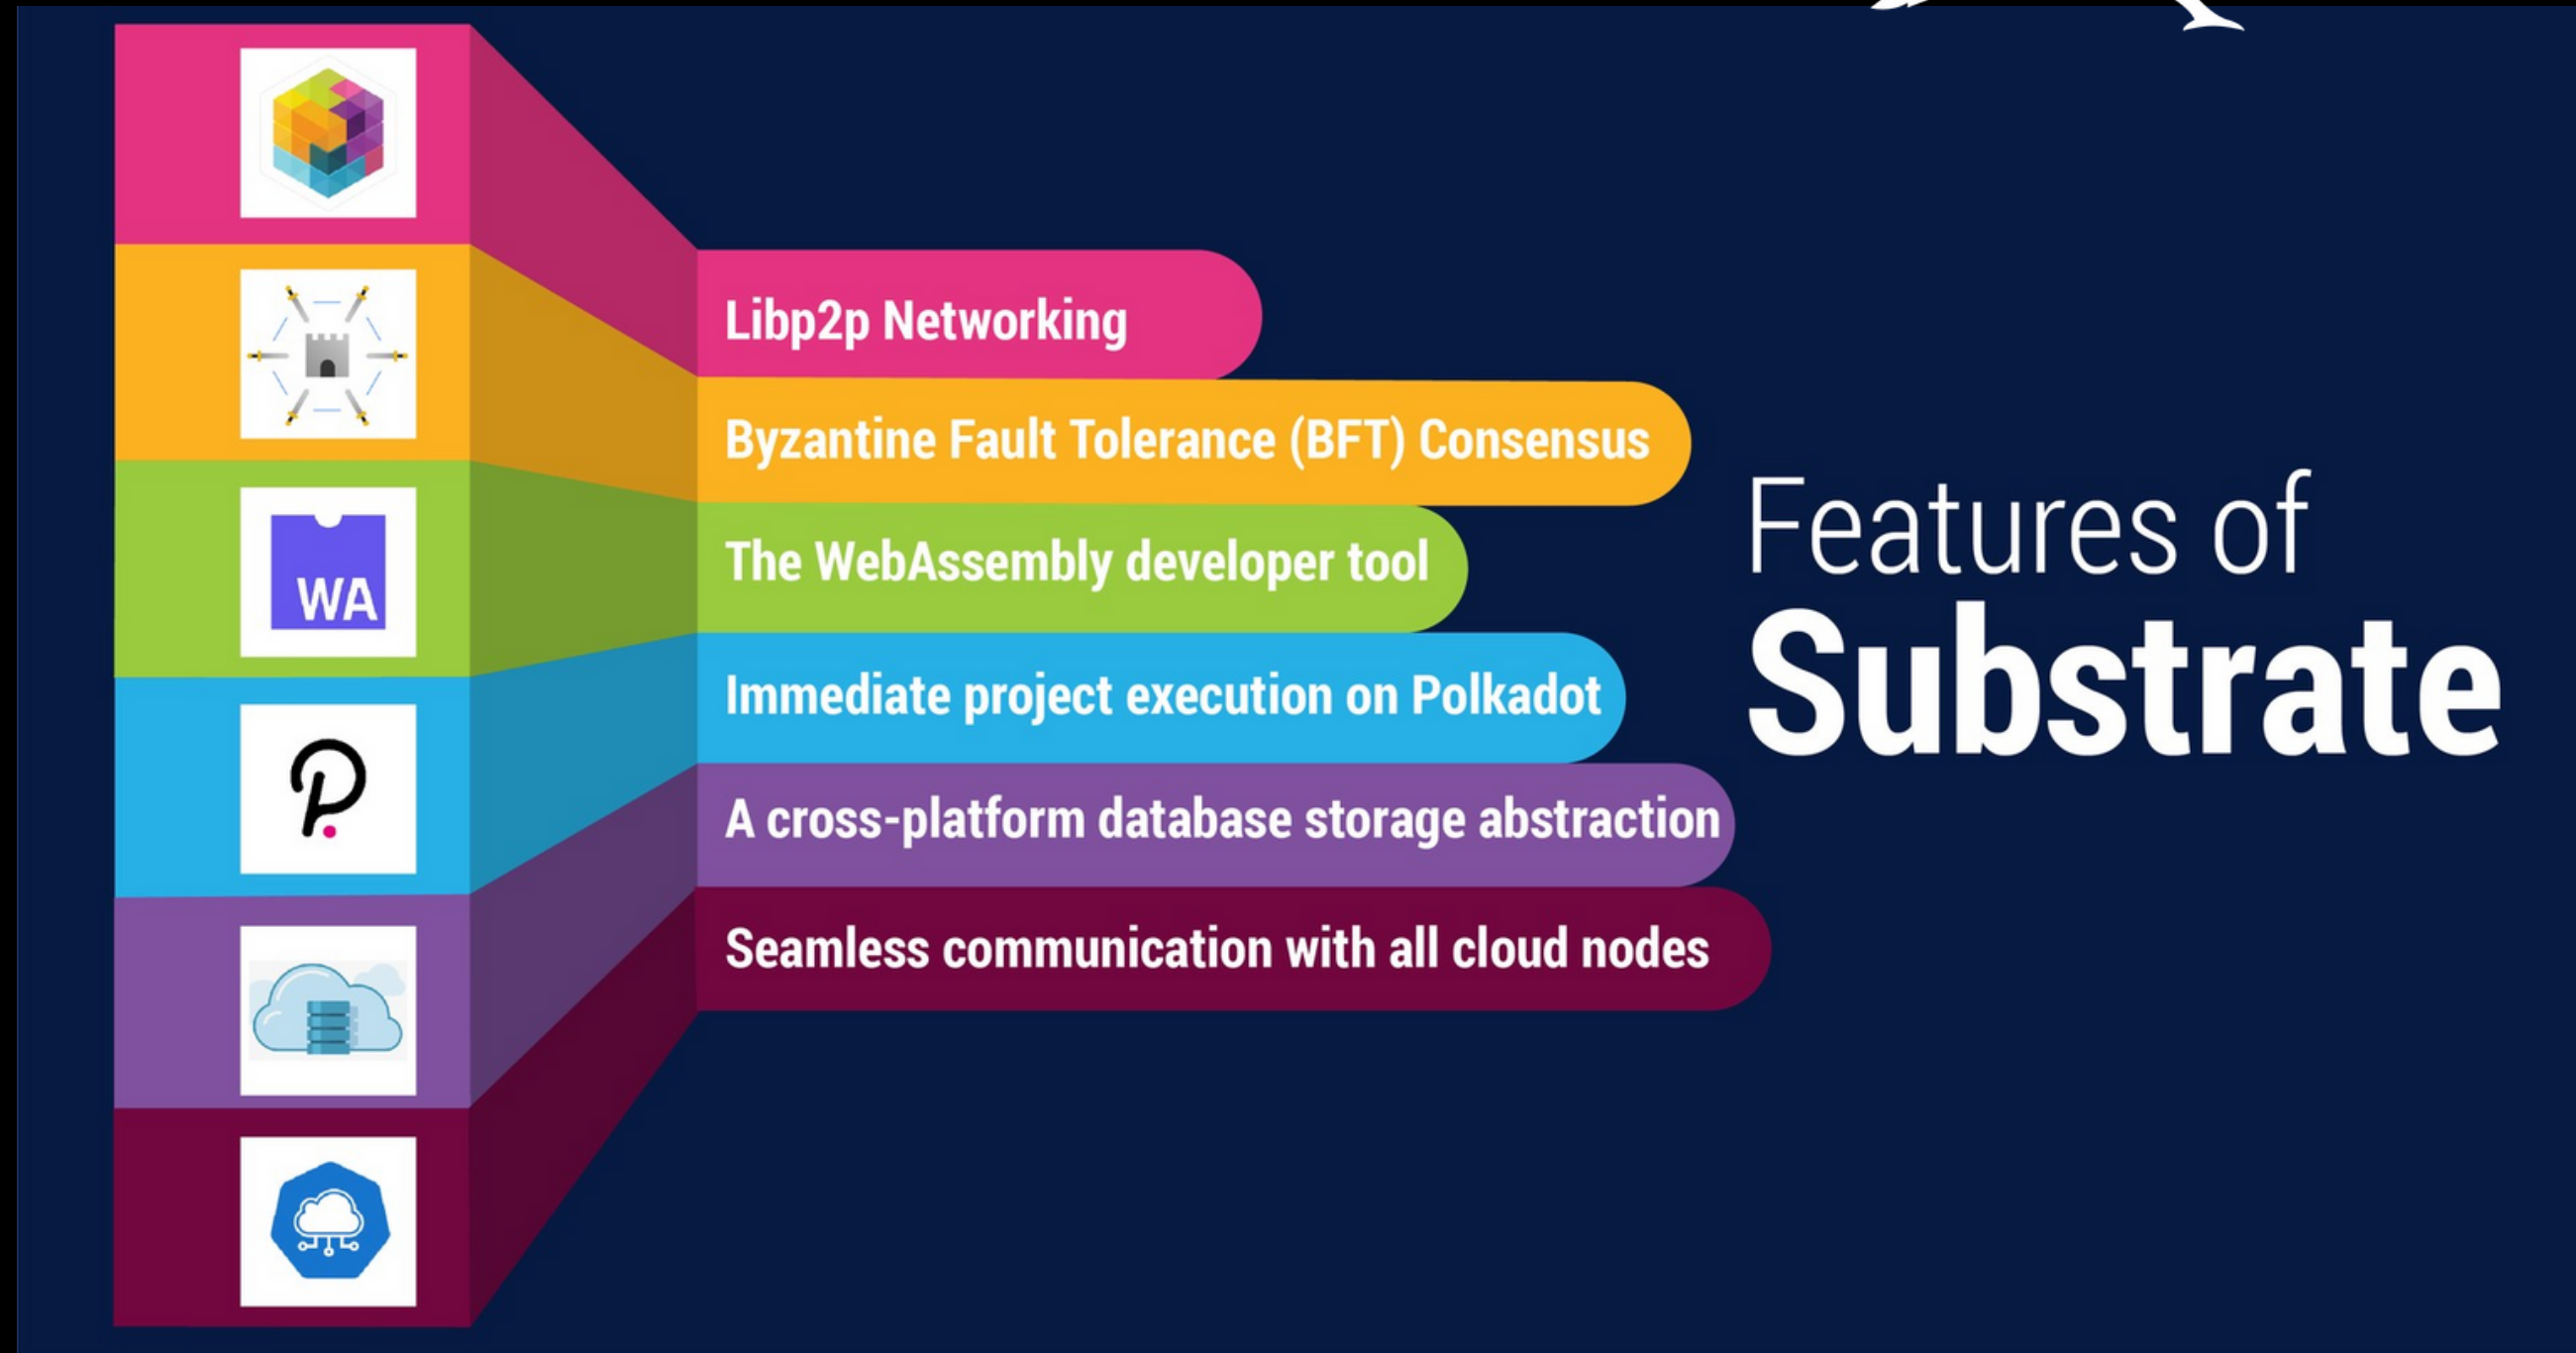 Libp2p Networking
Byzantine Fault Tolerance (BFT) Consensus
WA
The WebAssembly developer tool
Immediate project execution on Polkadot
A cross-platform database storage abstraction
Seamless communication with all cloud nodes
Features of
Substrate